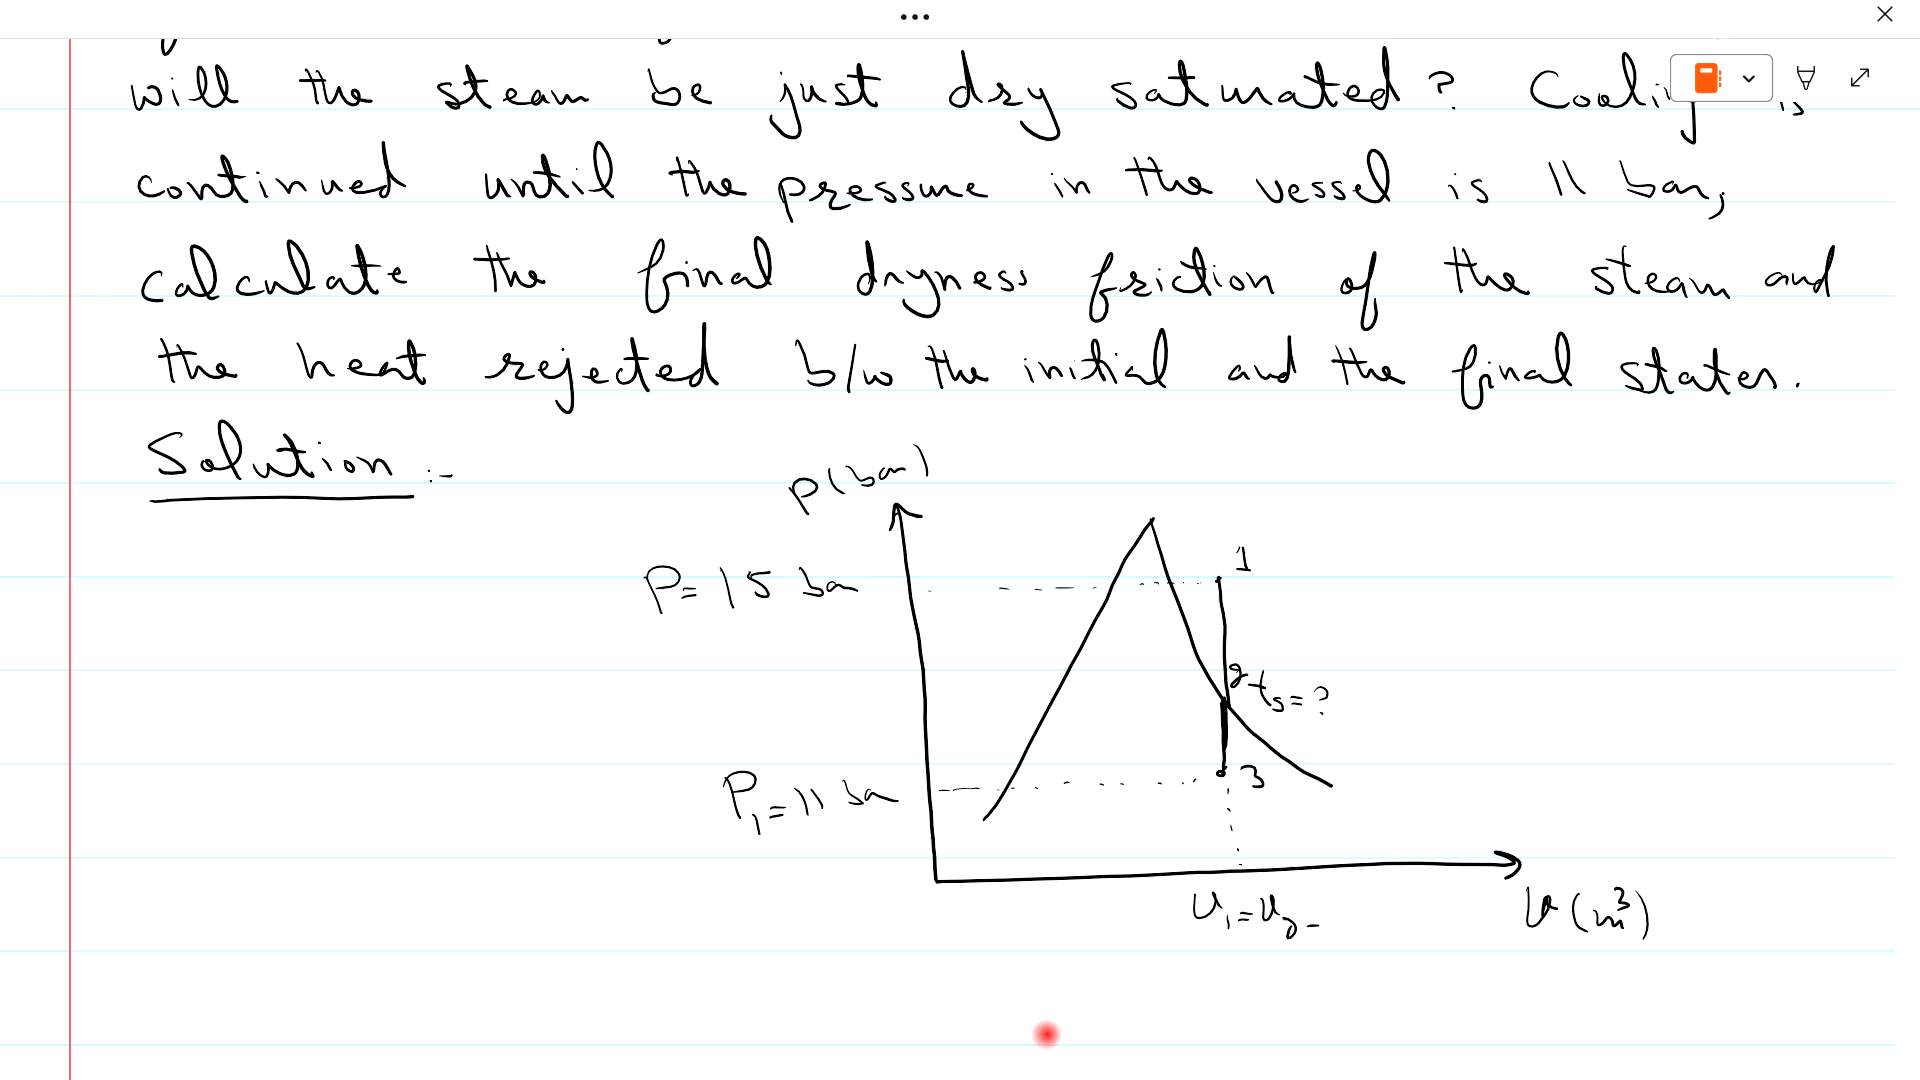 will the steam be just dry saturated? Cooling is
continued until the pressure in the vessel is 11 bar,
calculate the final dryness friction of the steam and
the heat rejected b/w the initial and the final states.
Solution :-
P(bar)
P= 15 bar
1
2 ts = ?
P1 = 11 bar
3
v1 = v2 =
v (m³)